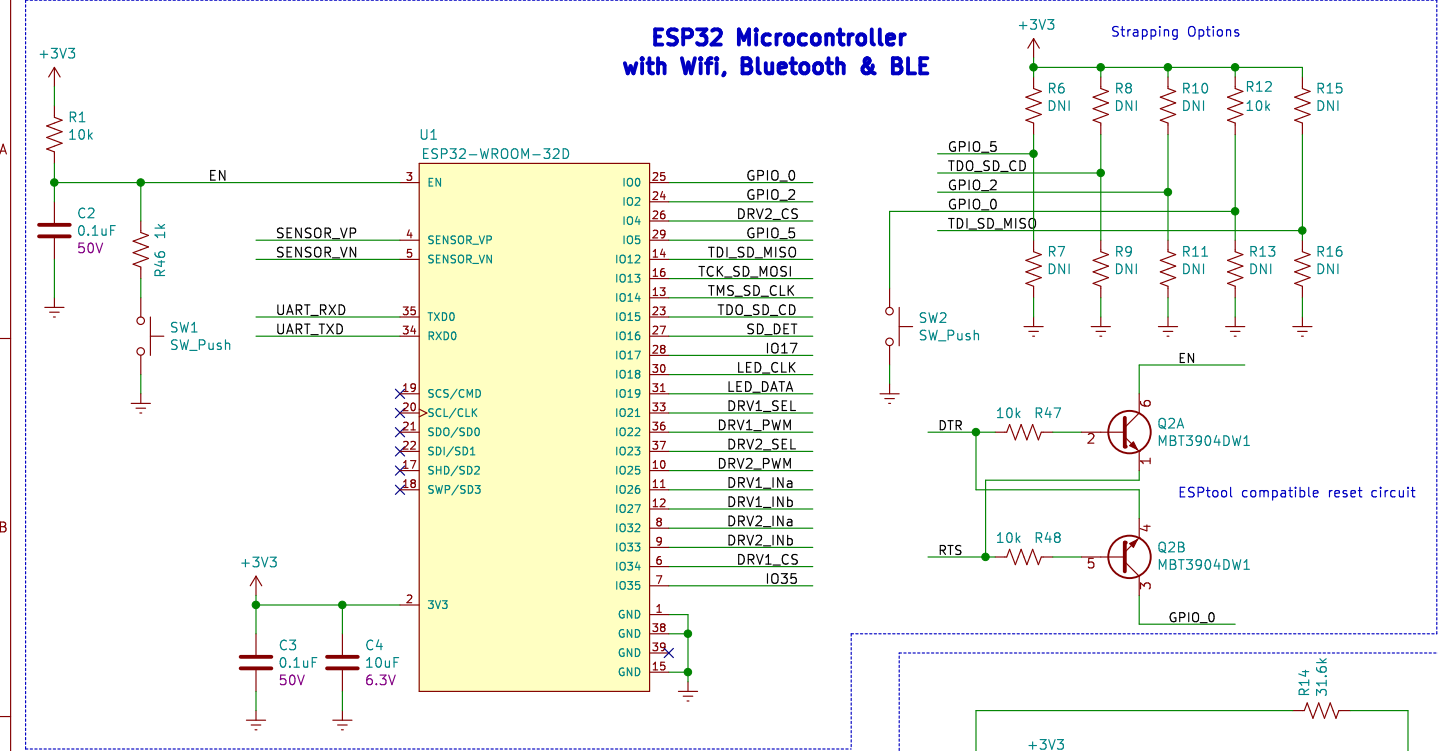 ESP32 Microcontroller
with Wifi, Bluetooth & BLE
+3V3
R1
10k
EN
C2
0.1uF
50V
R46 1k
SW1
SW_Push
SENSOR_VP
SENSOR_VN
UART_RXD
UART_TXD
+3V3
C3
0.1uF
50V
C4
10uF
6.3V
U1
ESP32-WROOM-32D
3 EN
4 SENSOR_VP
5 SENSOR_VN
35 TXD0
34 RXD0
19 SCS/CMD
20 SCL/CLK
21 SDO/SD0
22 SDI/SD1
17 SHD/SD2
18 SWP/SD3
2 3V3
IO0 25 GPIO_0
IO2 24 GPIO_2
IO4 26 DRV2_CS
IO5 29 GPIO_5
IO12 14 TDI_SD_MISO
IO13 16 TCK_SD_MOSI
IO14 13 TMS_SD_CLK
IO15 23 TDO_SD_CD
IO16 27 SD_DET
IO17 28 IO17
IO18 30 LED_CLK
IO19 31 LED_DATA
IO21 33 DRV1_SEL
IO22 36 DRV1_PWM
IO23 37 DRV2_SEL
IO25 10 DRV2_PWM
IO26 11 DRV1_INa
IO27 12 DRV1_INb
IO32 8 DRV2_INa
IO33 9 DRV2_INb
IO34 6 DRV1_CS
IO35 7 IO35
GND 1
GND 38
GND 39
GND 15
Strapping Options
+3V3
R6
DNI
R8
DNI
R10
DNI
R12
10k
R15
DNI
GPIO_5
TDO_SD_CD
GPIO_2
GPIO_0
TDI_SD_MISO
R7
DNI
R9
DNI
R11
DNI
R13
DNI
R16
DNI
SW2
SW_Push
EN
6
DTR
10k R47
2
Q2A
MBT3904DW1
1
ESPtool compatible reset circuit
4
RTS
10k R48
5
Q2B
MBT3904DW1
3
GPIO_0
R14
31.6k
+3V3
A
B